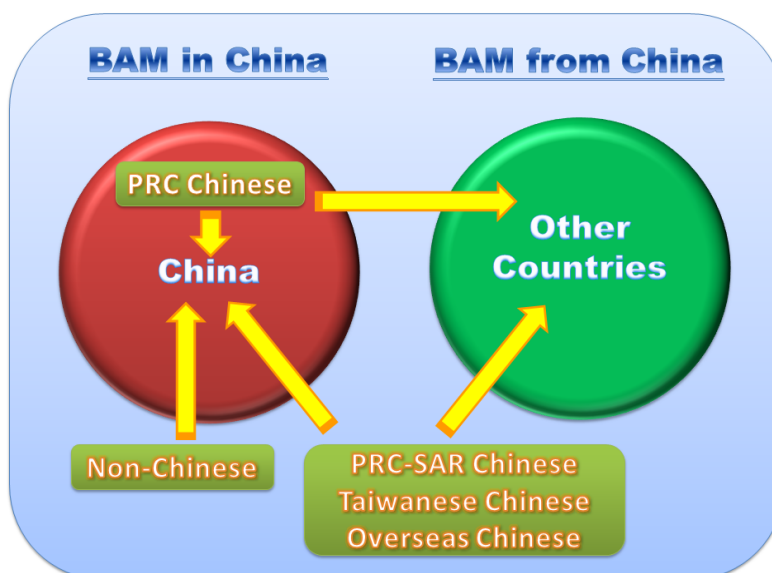 BAM in China
BAM from China
PRC Chinese
China
Other
Countries
Non-Chinese
PRC-SAR Chinese
Taiwanese Chinese
Overseas Chinese